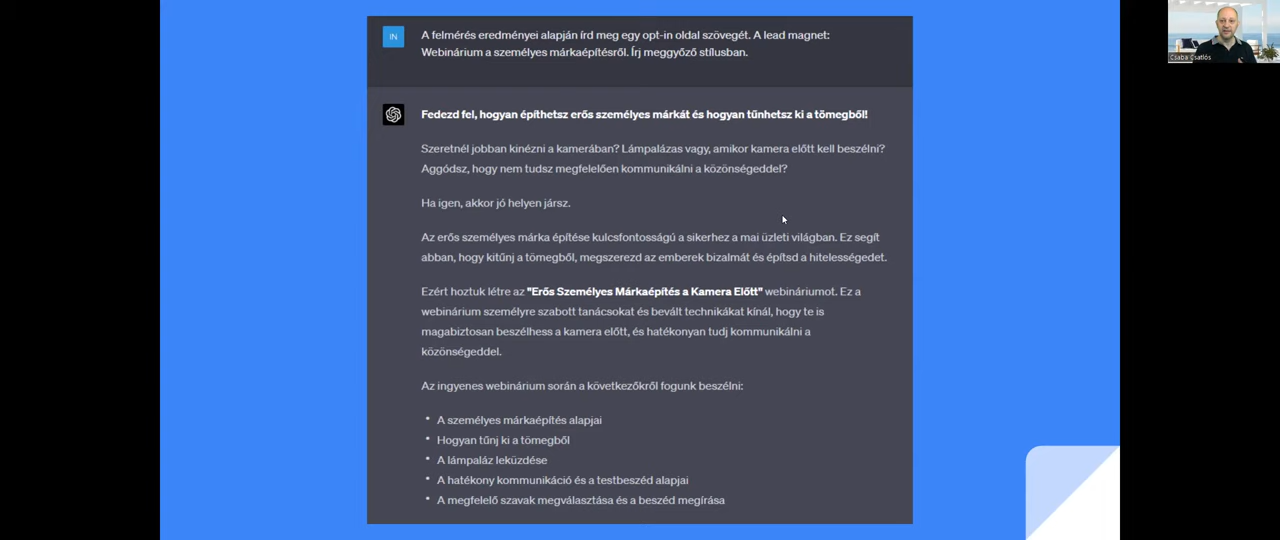 IN
A felmérés eredményei alapján írd meg egy opt-in oldal szövegét. A lead magnet:
Webinárium a személyes márkaépítésről. Írj meggyőző stílusban.
Fedezd fel, hogyan építhetsz erős személyes márkát és hogyan tűnhetsz ki a tömegből!
Szeretnél jobban kinézni a kamerában? Lámpalázas vagy, amikor kamera előtt kell beszélni?
Aggódsz, hogy nem tudsz megfelelően kommunikálni a közönségeddel?
Ha igen, akkor jó helyen jársz.
Az erős személyes márka építése kulcsfontosságú a sikerhez a mai üzleti világban. Ez segít
abban, hogy kitűnj a tömegből, megszerezd az emberek bizalmát és építsd a hitelességedet.
Ezért hoztuk létre az "Erős Személyes Márkaépítés a Kamera Előtt" webináriumot. Ez a
webinárium személyre szabott tanácsokat és bevált technikákat kínál, hogy te is
magabiztosan beszélhess a kamera előtt, és hatékonyan tudj kommunikálni a
közönségeddel.
Az ingyenes webinárium során a következőkről fogunk beszélni:
• A személyes márkaépítés alapjai
• Hogyan tűnj ki a tömegből
• A lámpaláz leküzdése
• A hatékony kommunikáció és a testbeszéd alapjai
• A megfelelő szavak megválasztása és a beszéd megírása
Csaba Csatlós